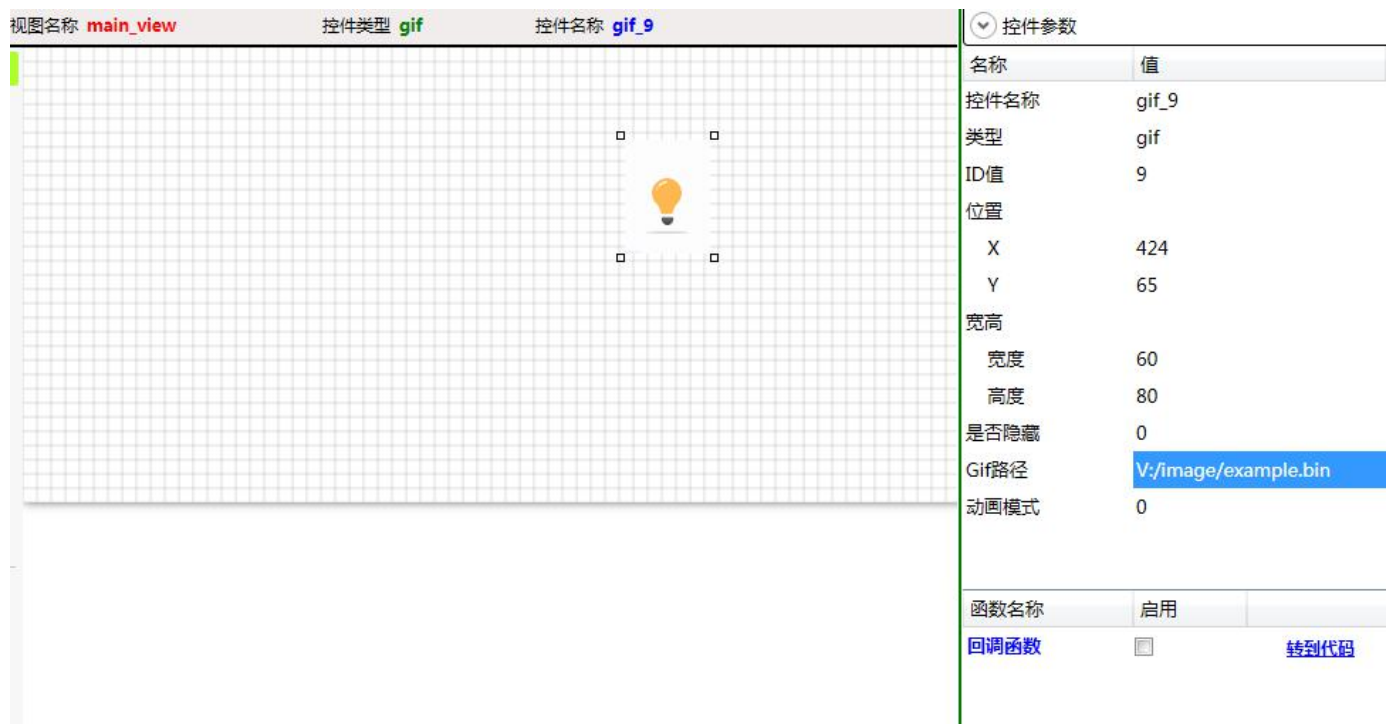 视图名称 main_view 控件类型 gif 控件名称 gif_9
控件参数
名称 值
控件名称 gif_9
类型 gif
ID值 9
位置
X 424
Y 65
宽高
宽度 60
高度 80
是否隐藏 0
Gif路径 V:/image/example.bin
动画模式 0
函数名称 启用
回调函数 转到代码